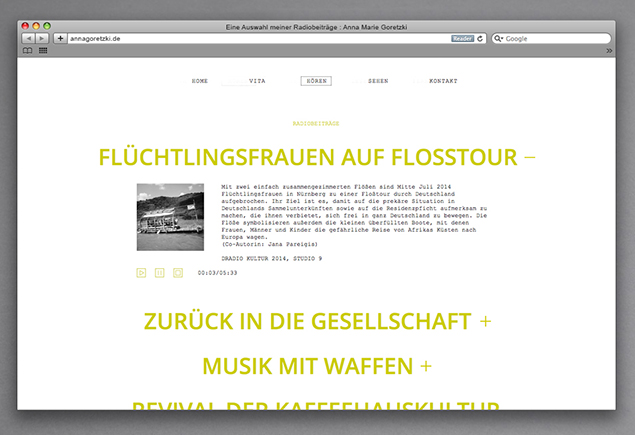 Eine Auswahl meiner Radiobeiträge : Anna Marie Goretzki
annagoretzki.de
Reader
Google
HOME VITA HÖREN SEHEN KONTAKT
RADIOBEITRÄGE
FLÜCHTLINGSFRAUEN AUF FLOSSTOUR –
Mit zwei einfach zusammengezimmerten Flößen sind Mitte Juli 2014
Flüchtlingsfrauen in Nürnberg zu einer Floßtour durch Deutschland
aufgebrochen. Ihr Ziel ist es, damit auf die prekäre Situation in
Deutschlands Sammelunterkünften sowie auf die Residenzpflicht aufmerksam zu
machen, die ihnen verbietet, sich frei in ganz Deutschland zu bewegen. Die
Flöße symbolisieren außerdem die kleinen überfüllten Boote, mit denen
Frauen, Männer und Kinder die gefährliche Reise von Afrikas Küsten nach
Europa wagen.
(Co-Autorin: Jana Pareigis)
DRADIO KULTUR 2014, STUDIO 9
00:03/05:33
ZURÜCK IN DIE GESELLSCHAFT +
MUSIK MIT WAFFEN +
REVIVAL DER KAFFEEHAUSKULTUR